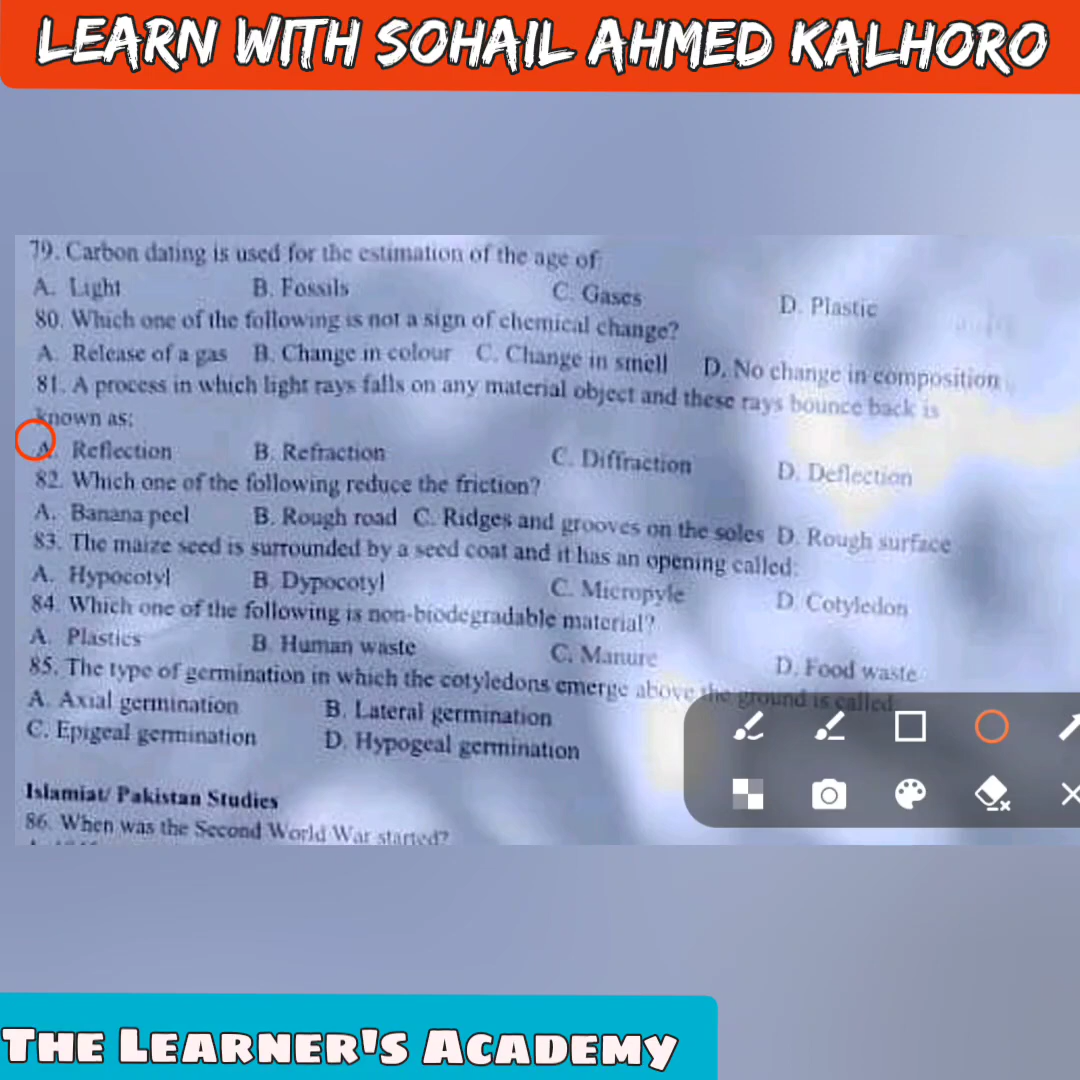 LEARN WITH SOHAIL AHMED KALHORO
79. Carbon dating is used for the estimation of the age of:
A. Light B. Fossils C. Gases D. Plastic
80. Which one of the following is not a sign of chemical change?
A. Release of a gas B. Change in colour C. Change in smell D. No change in composition
81. A process in which light rays falls on any material object and these rays bounce back is
known as:
A. Reflection B. Refraction C. Diffraction D. Deflection
82. Which one of the following reduce the friction?
A. Banana peel B. Rough road C. Ridges and grooves on the soles D. Rough surface
83. The maize seed is surrounded by a seed coat and it has an opening called:
A. Hypocotyl B. Dypocotyl C. Micropyle D. Cotyledon
84. Which one of the following is non-biodegradable material?
A. Plastics B. Human waste C. Manure D. Food waste
85. The type of germination in which the cotyledons emerge above the ground is called
A. Axial germination B. Lateral germination
C. Epigeal germination D. Hypogeal germination
Islamiat/ Pakistan Studies
86. When was the Second World War started?
THE LEARNER'S ACADEMY